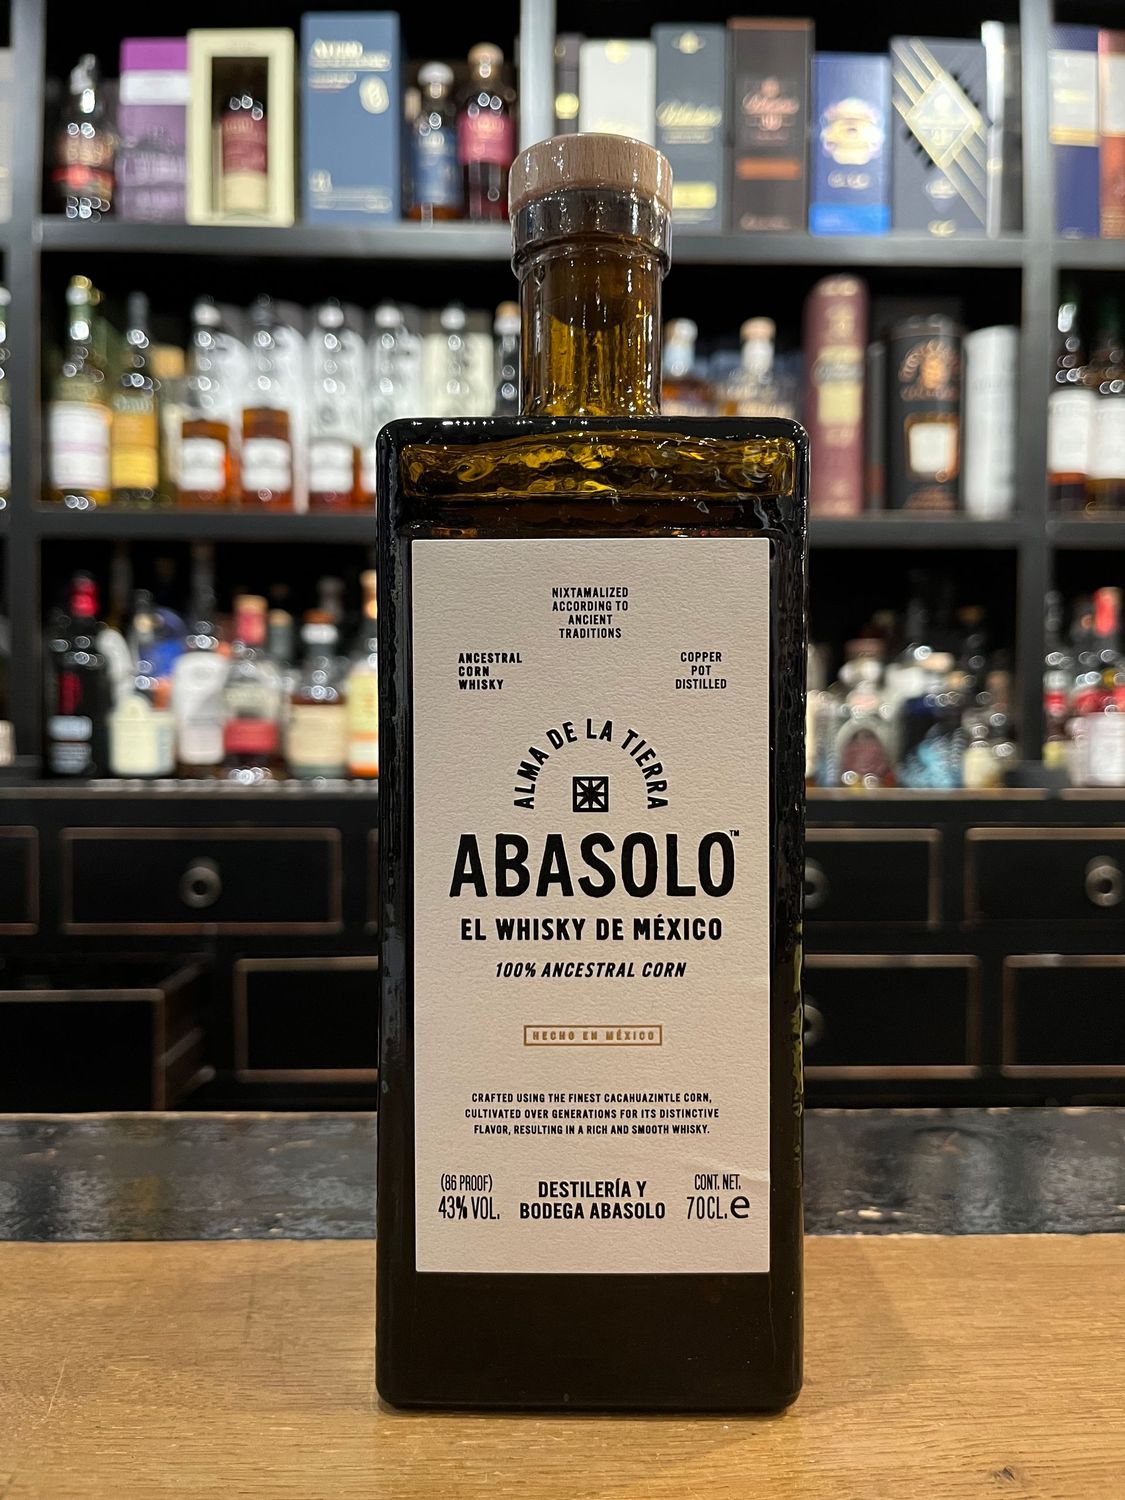 NIXTAMALIZED
ACCORDING TO
ANCIENT
TRADITIONS
ANCESTRAL
CORN
WHISKY
COPPER
POT
DISTILLED
ALMA DE LA TIERRA
ABASOLO™
EL WHISKY DE MÉXICO
100% ANCESTRAL CORN
HECHO EN MÉXICO
CRAFTED USING THE FINEST CACAHUAZINTLE CORN,
CULTIVATED OVER GENERATIONS FOR ITS DISTINCTIVE
FLAVOR, RESULTING IN A RICH AND SMOOTH WHISKY.
(86 PROOF)
43% VOL.
DESTILERÍA Y
BODEGA ABASOLO
CONT. NET.
70CL. e